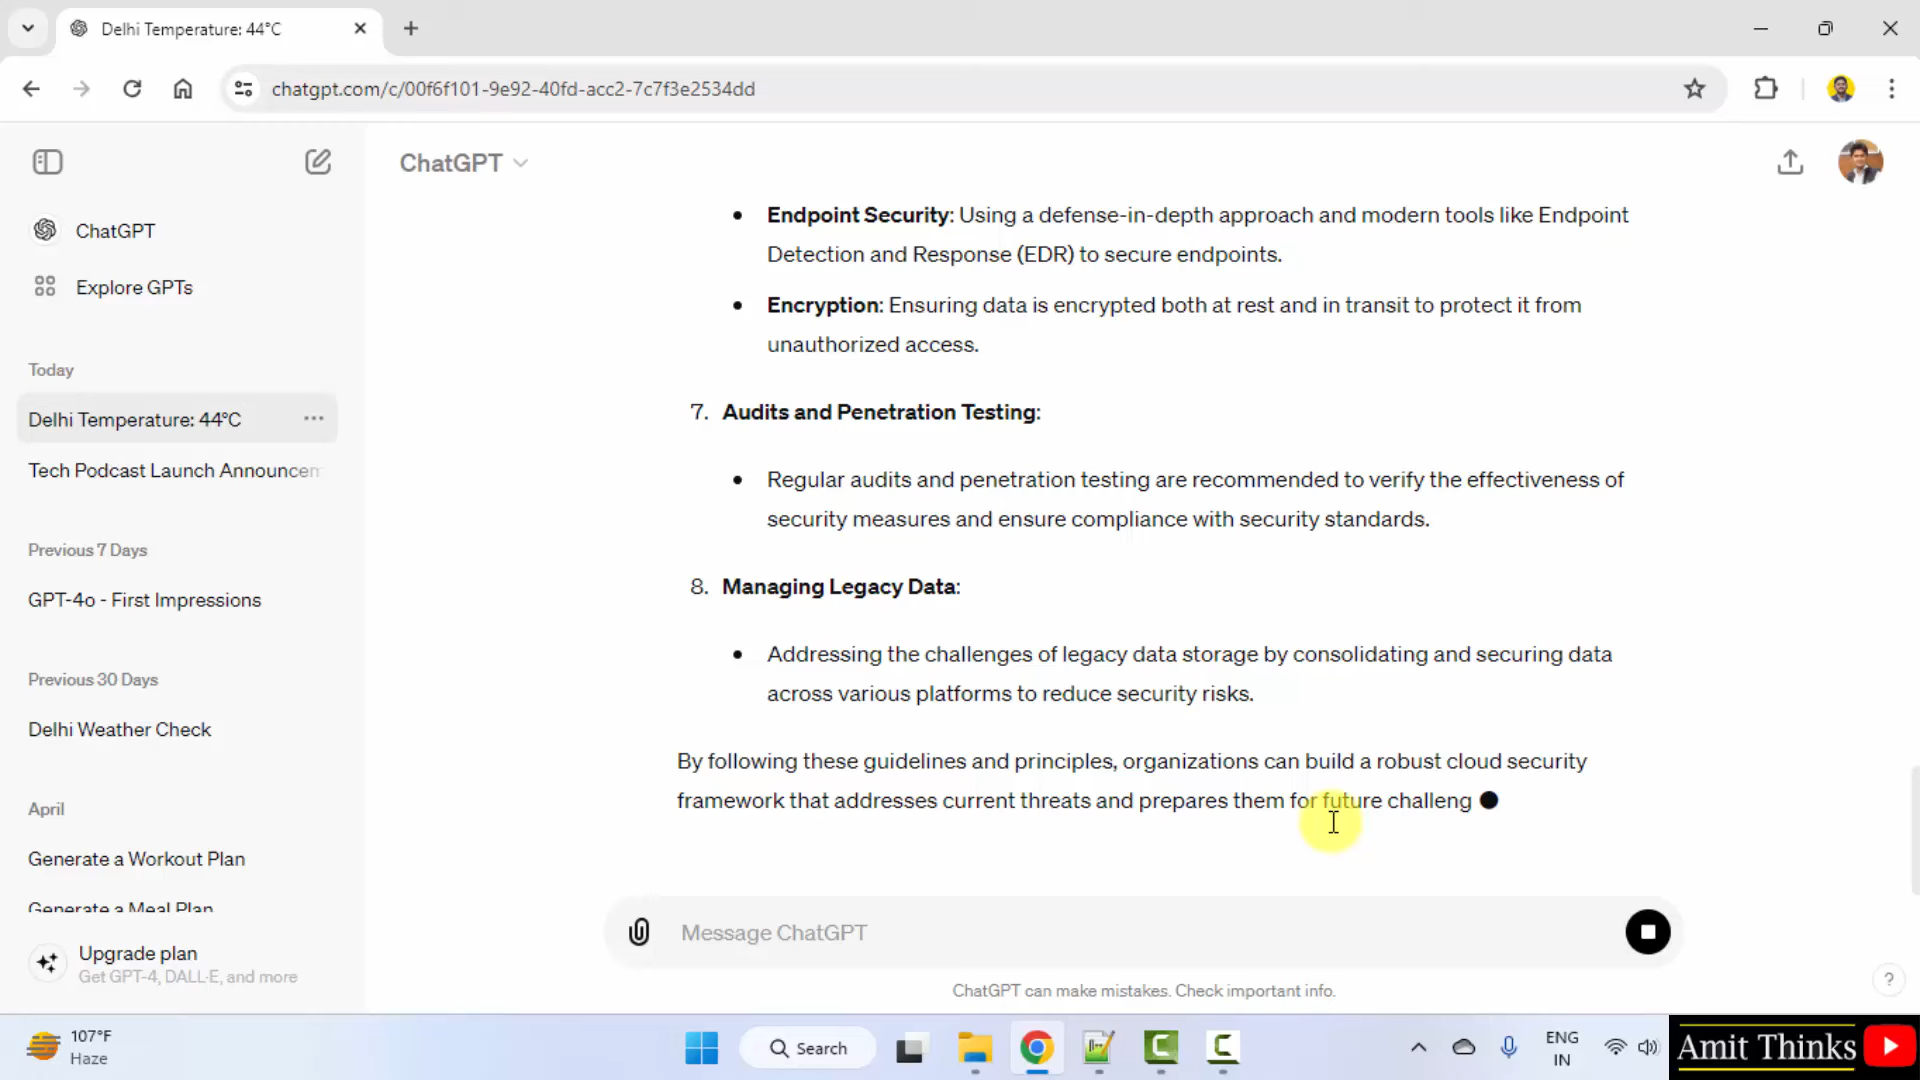 Delhi Temperature: 44°C
chatgpt.com/c/00f6f101-9e92-40fd-acc2-7c7f3e2534dd
ChatGPT
Explore GPTs
Today
Delhi Temperature: 44°C
Tech Podcast Launch Announcem
Previous 7 Days
GPT-4o - First Impressions
Previous 30 Days
Delhi Weather Check
April
Generate a Workout Plan
Generate a Meal Plan
Upgrade plan
Get GPT-4, DALL·E, and more
ChatGPT
• Endpoint Security: Using a defense-in-depth approach and modern tools like Endpoint
Detection and Response (EDR) to secure endpoints.
• Encryption: Ensuring data is encrypted both at rest and in transit to protect it from
unauthorized access.
7. Audits and Penetration Testing:
• Regular audits and penetration testing are recommended to verify the effectiveness of
security measures and ensure compliance with security standards.
8. Managing Legacy Data:
• Addressing the challenges of legacy data storage by consolidating and securing data
across various platforms to reduce security risks.
By following these guidelines and principles, organizations can build a robust cloud security
framework that addresses current threats and prepares them for future challeng
Message ChatGPT
ChatGPT can make mistakes. Check important info.
?
107°F
Haze
Search
ENG
IN
Amit Thinks